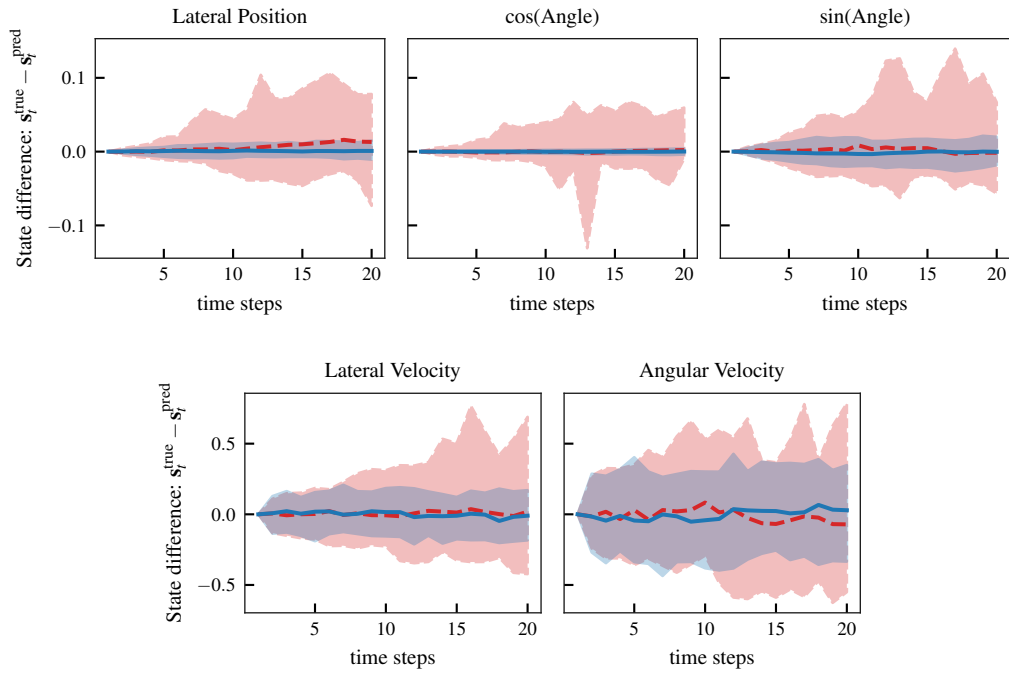 Lateral Position
cos(Angle)
sin(Angle)
State difference: s_t^true − s_t^pred
0.1
0.0
−0.1
5 10 15 20
5 10 15 20
5 10 15 20
time steps
time steps
time steps
Lateral Velocity
Angular Velocity
State difference: s_t^true − s_t^pred
0.5
0.0
−0.5
5 10 15 20
5 10 15 20
time steps
time steps